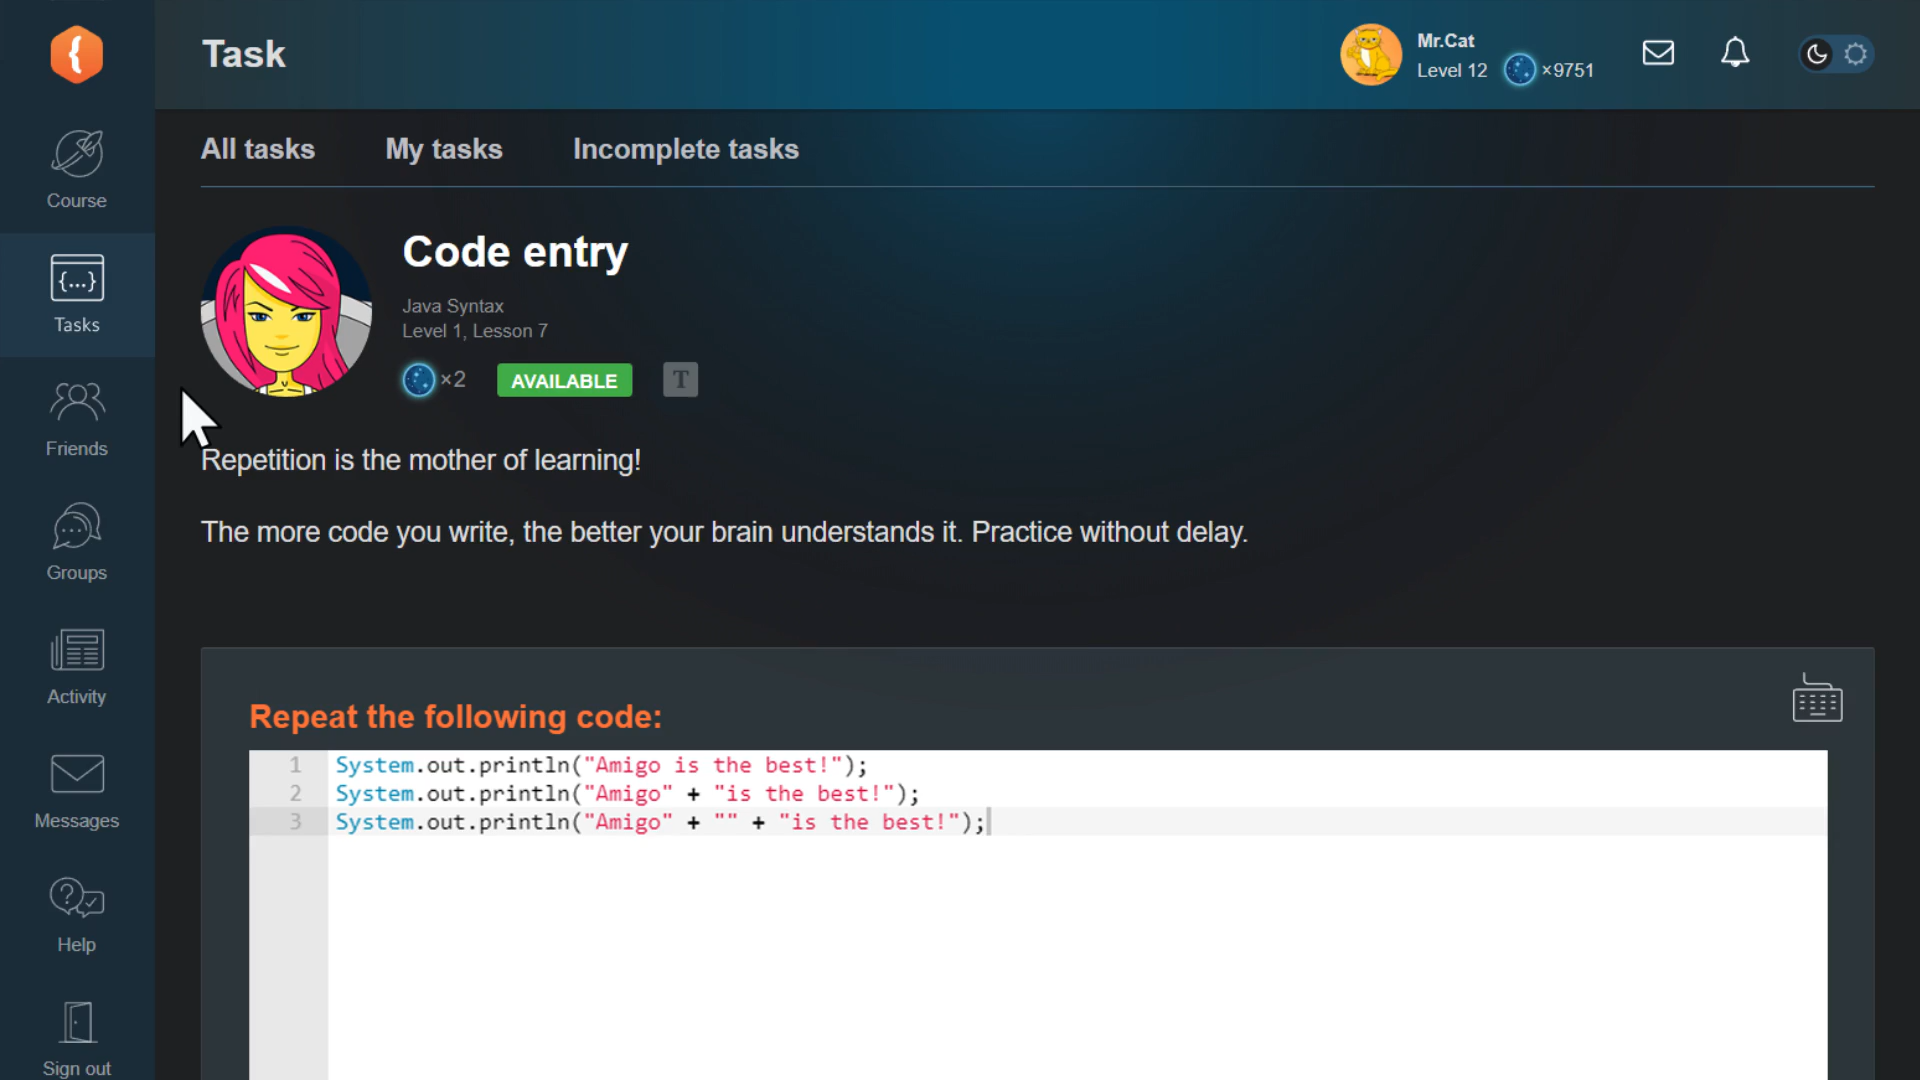 Task
Mr.Cat
Level 12 ×9751
All tasks My tasks Incomplete tasks
Course
Tasks
Friends
Groups
Activity
Messages
Help
Sign out
Code entry
Java Syntax
Level 1, Lesson 7
×2 AVAILABLE T
Repetition is the mother of learning!
The more code you write, the better your brain understands it. Practice without delay.
Repeat the following code:
1 System.out.println("Amigo is the best!");
2 System.out.println("Amigo" + "is the best!");
3 System.out.println("Amigo" + "" + "is the best!");